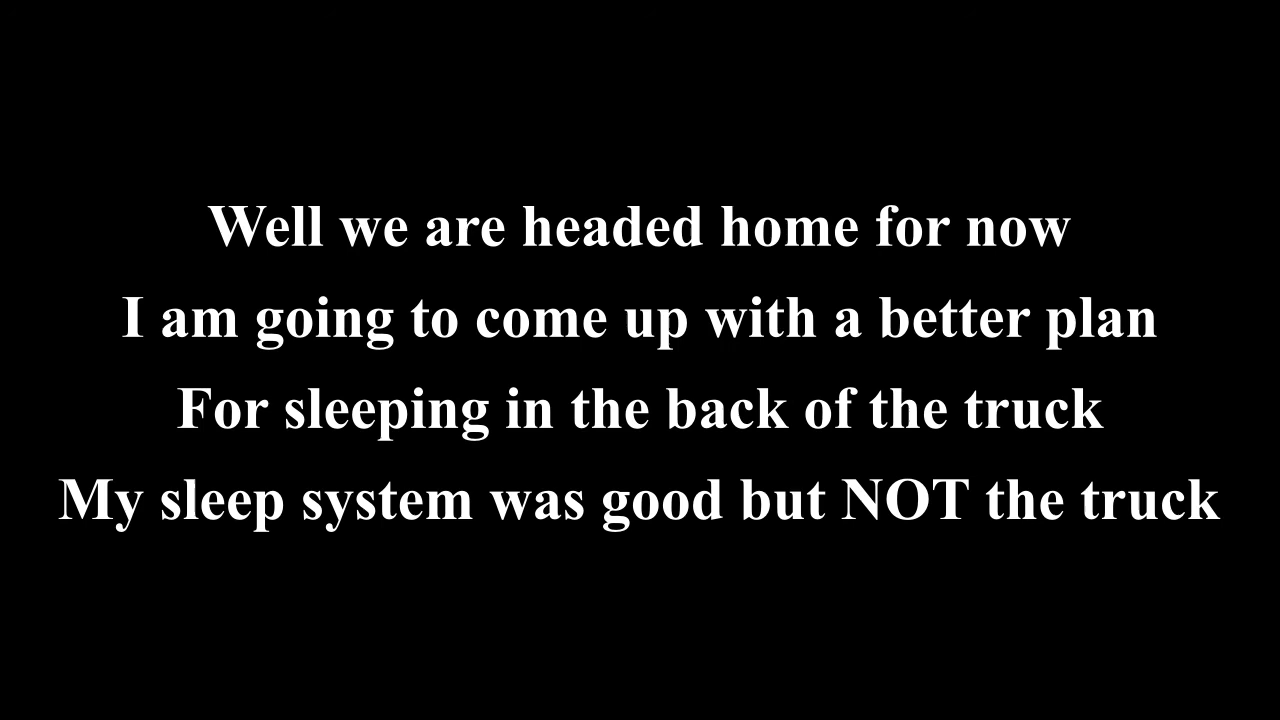 Well we are headed home for now
I am going to come up with a better plan
For sleeping in the back of the truck
My sleep system was good but NOT the truck